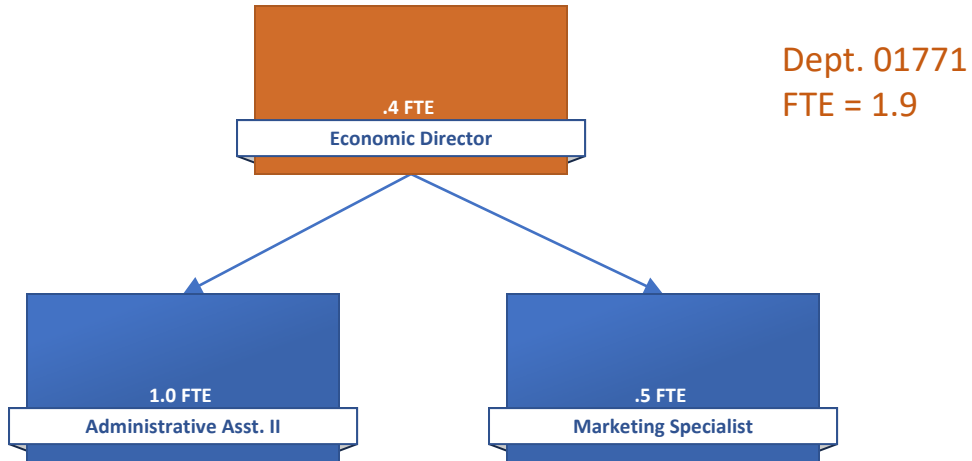 Dept. 01771
FTE = 1.9
.4 FTE
Economic Director
1.0 FTE
Administrative Asst. II
.5 FTE
Marketing Specialist